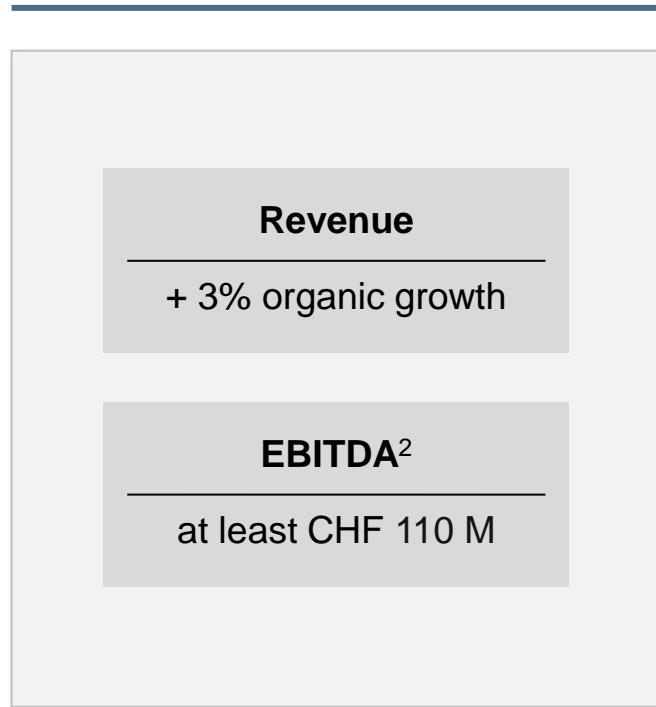 Revenue
+ 3% organic growth
EBITDA²
at least CHF 110 M